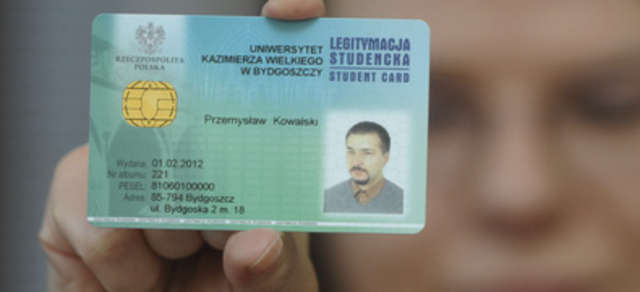 RZECZPOSPOLITA
POLSKA
UNIWERSYTET
KAZIMIERZA WIELKIEGO
W BYDGOSZCZY
LEGITYMACJA
STUDENCKA
STUDENT CARD
Przemysław Kowalski
Wydana: 01.02.2012
Nr albumu: 221
PESEL: 81060100000
Adres: 85-794 Bydgoszcz
ul. Bydgoska 2 m. 18